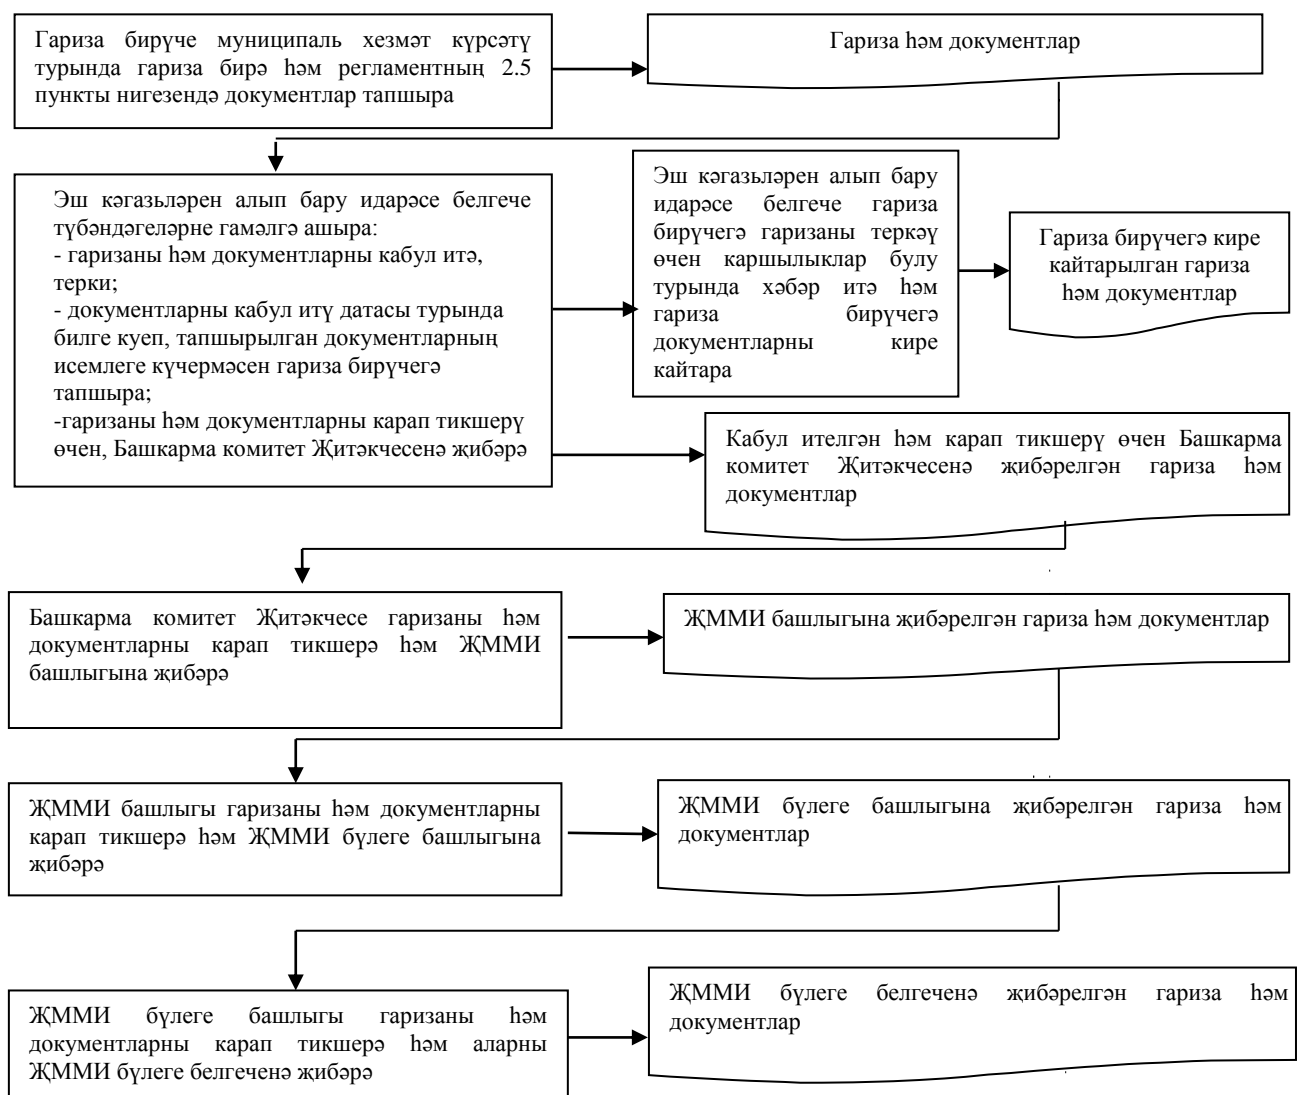 Гариза бирүче муниципаль хезмәт күрсәтү
турында гариза бирә һәм регламентның 2.5
пункты нигезендә документлар тапшыра
Гариза һәм документлар
Эш кәгазьләрен алып бару идарәсе белгече
түбәндәгеләрне гамәлгә ашыра:
- гаризаны һәм документларны кабул итә,
терки;
- документларны кабул итү датасы турында
билге куеп, тапшырылган документларның
исемлеге күчермәсен гариза бирүчегә
тапшыра;
-гаризаны һәм документларны карап тикшерү
өчен, Башкарма комитет Җитәкчесенә җибәрә
Эш кәгазьләрен алып бару
идарәсе белгече гариза
бирүчегә гаризаны теркәү
өчен каршылыклар булу
турында хәбәр итә һәм
гариза бирүчегә
документларны кире
кайтара
Гариза бирүчегә кире
кайтарылган гариза
һәм документлар
Кабул ителгән һәм карап тикшерү өчен Башкарма
комитет Җитәкчесенә җибәрелгән гариза һәм
документлар
Башкарма комитет Җитәкчесе гаризаны һәм
документларны карап тикшерә һәм ҖММИ
башлыгына җибәрә
ҖММИ башлыгына җибәрелгән гариза һәм документлар
ҖММИ башлыгы гаризаны һәм документларны
карап тикшерә һәм ҖММИ бүлеге башлыгына
җибәрә
ҖММИ бүлеге башлыгына җибәрелгән гариза һәм
документлар
ҖММИ бүлеге башлыгы гаризаны һәм
документларны карап тикшерә һәм аларны
ҖММИ бүлеге белгеченә җибәрә
ҖММИ бүлеге белгеченә җибәрелгән гариза һәм
документлар